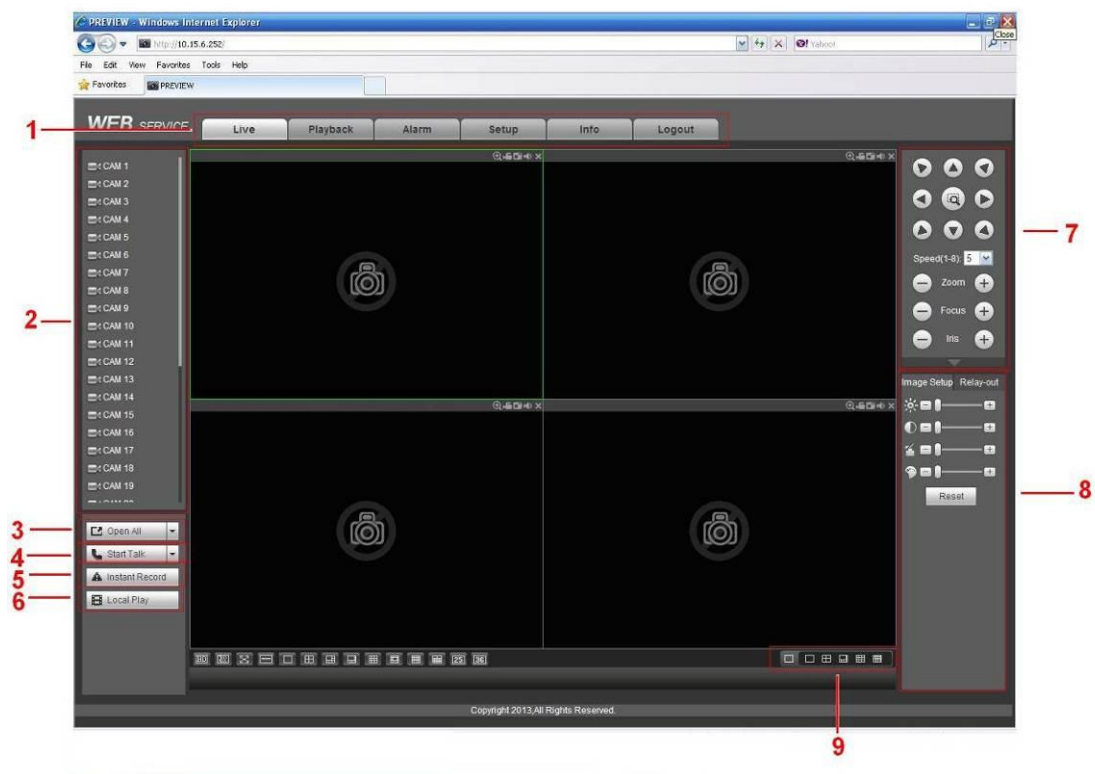 PREVIEW - Windows Internet Explorer
Close
http://10.15.6.252/
Yahoo!
File Edit View Favorites Tools Help
Favorites
PREVIEW
WEB SERVICE
Live Playback Alarm Setup Info Logout
1
CAM 1
CAM 2
CAM 3
CAM 4
CAM 5
CAM 6
CAM 7
CAM 8
CAM 9
CAM 10
CAM 11
CAM 12
CAM 13
CAM 14
CAM 15
CAM 16
CAM 17
CAM 18
CAM 19
2
3
Open All
4
Start Talk
5
Instant Record
6
Local Play
7
Speed(1-8): 5
Zoom
Focus
Iris
Image Setup Relay-out
8
Reset
25 36
9
Copyright 2013,All Rights Reserved.